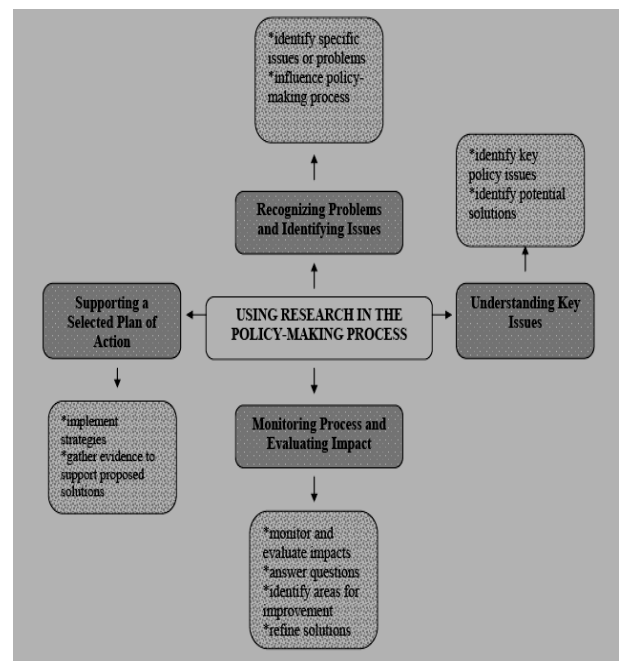 *identify specific
issues or problems
*influence policy-
making process
*identify key
policy issues
*identify potential
solutions
Recognizing Problems
and Identifying Issues
Supporting a
Selected Plan of
Action
USING RESEARCH IN THE
POLICY-MAKING PROCESS
Understanding Key
Issues
*implement
strategies
*gather evidence to
support proposed
solutions
Monitoring Process and
Evaluating Impact
*monitor and
evaluate impacts
*answer questions
*identify areas for
improvement
*refine solutions